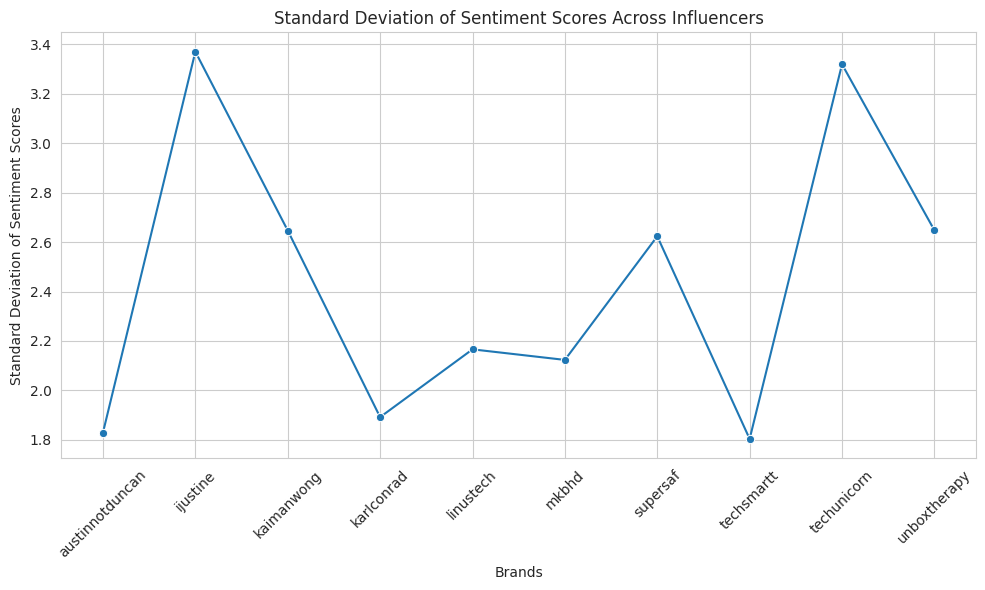 Standard Deviation of Sentiment Scores Across Influencers
Standard Deviation of Sentiment Scores
3.4
3.2
3.0
2.8
2.6
2.4
2.2
2.0
1.8
austinnotduncan
ijustine
kaimanwong
karlconrad
linustech
mkbhd
supersaf
techsmartt
techunicorn
unboxtherapy
Brands